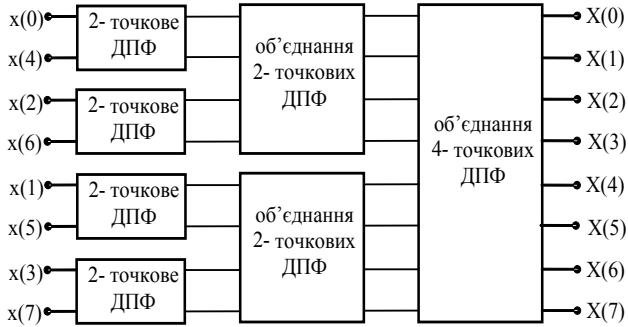 x(0)
x(4)
x(2)
x(6)
x(1)
x(5)
x(3)
x(7)
2- точкове
ДПФ
2- точкове
ДПФ
2- точкове
ДПФ
2- точкове
ДПФ
об’єднання
2- точкових
ДПФ
об’єднання
2- точкових
ДПФ
об’єднання
4- точкових
ДПФ
X(0)
X(1)
X(2)
X(3)
X(4)
X(5)
X(6)
X(7)